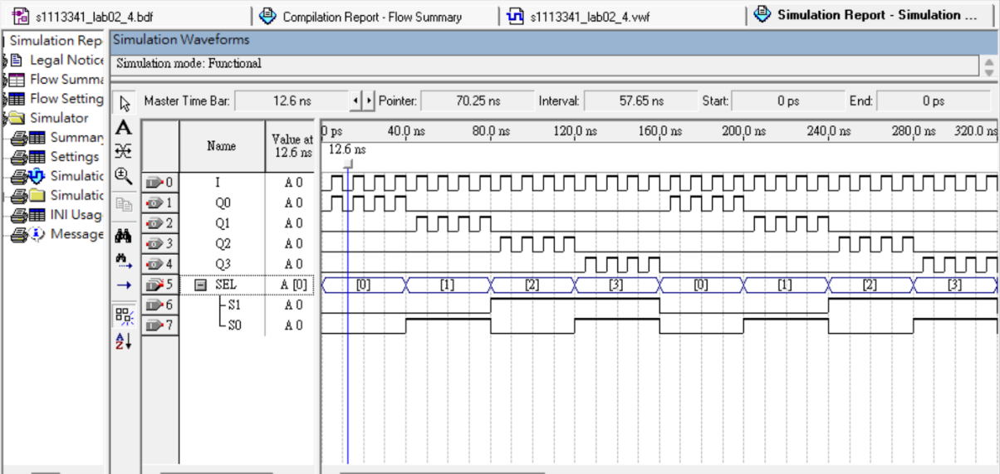 s1113341_lab02_4.bdf
Compilation Report - Flow Summary
s1113341_lab02_4.vwf
Simulation Report - Simulation ...
Simulation Rep
Legal Notice
Flow Summa
Flow Setting
Simulator
Summary
Settings
Simulatic
Simulatic
INI Usag
Message
Simulation Waveforms
Simulation mode: Functional
Master Time Bar: 12.6 ns Pointer: 70.25 ns Interval: 57.65 ns Start: 0 ps End: 0 ps
Name Value at 12.6 ns
0 ps 40.0 ns 80.0 ns 120.0 ns 160.0 ns 200.0 ns 240.0 ns 280.0 ns 320.0 ns
12.6 ns
0 I A 0
1 Q0 A 0
2 Q1 A 0
3 Q2 A 0
4 Q3 A 0
5 SEL A [0] [0] [1] [2] [3] [0] [1] [2] [3]
6 S1 A 0
7 S0 A 0